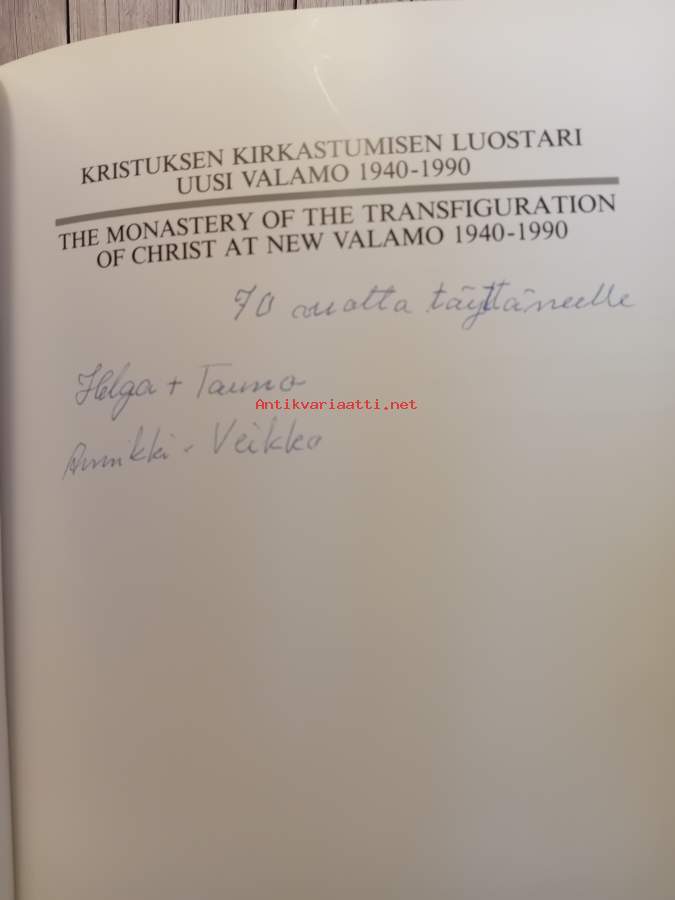 KRISTUKSEN KIRKASTUMISEN LUOSTARI
UUSI VALAMO 1940-1990
THE MONASTERY OF THE TRANSFIGURATION
OF CHRIST AT NEW VALAMO 1940-1990
70 vuotta täyttäneelle
Helga + Tauno
Antikvariaatti.net
Annikki - Veikko